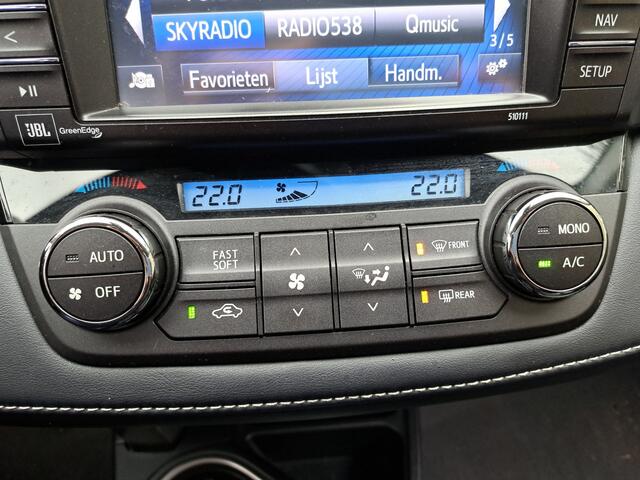 SKYRADIO RADIO538 Qmusic
3/5
Favorieten Lijst Handm.
NAV
SETUP
JBL GreenEdge
510111
22.0 22.0
AUTO
OFF
FAST
SOFT
FRONT
REAR
MONO
A/C